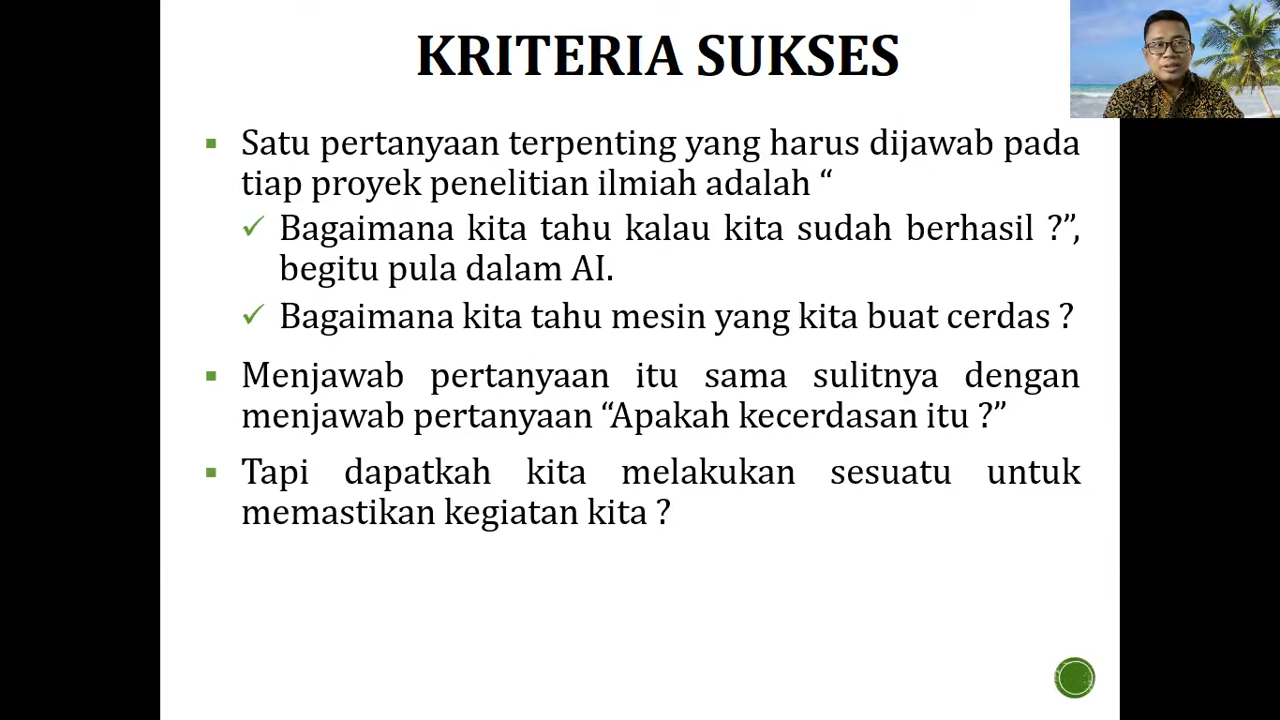 KRITERIA SUKSES
▪ Satu pertanyaan terpenting yang harus dijawab pada
tiap proyek penelitian ilmiah adalah “
✓ Bagaimana kita tahu kalau kita sudah berhasil ?”,
begitu pula dalam AI.
✓ Bagaimana kita tahu mesin yang kita buat cerdas ?
▪ Menjawab pertanyaan itu sama sulitnya dengan
menjawab pertanyaan “Apakah kecerdasan itu ?”
▪ Tapi dapatkah kita melakukan sesuatu untuk
memastikan kegiatan kita ?